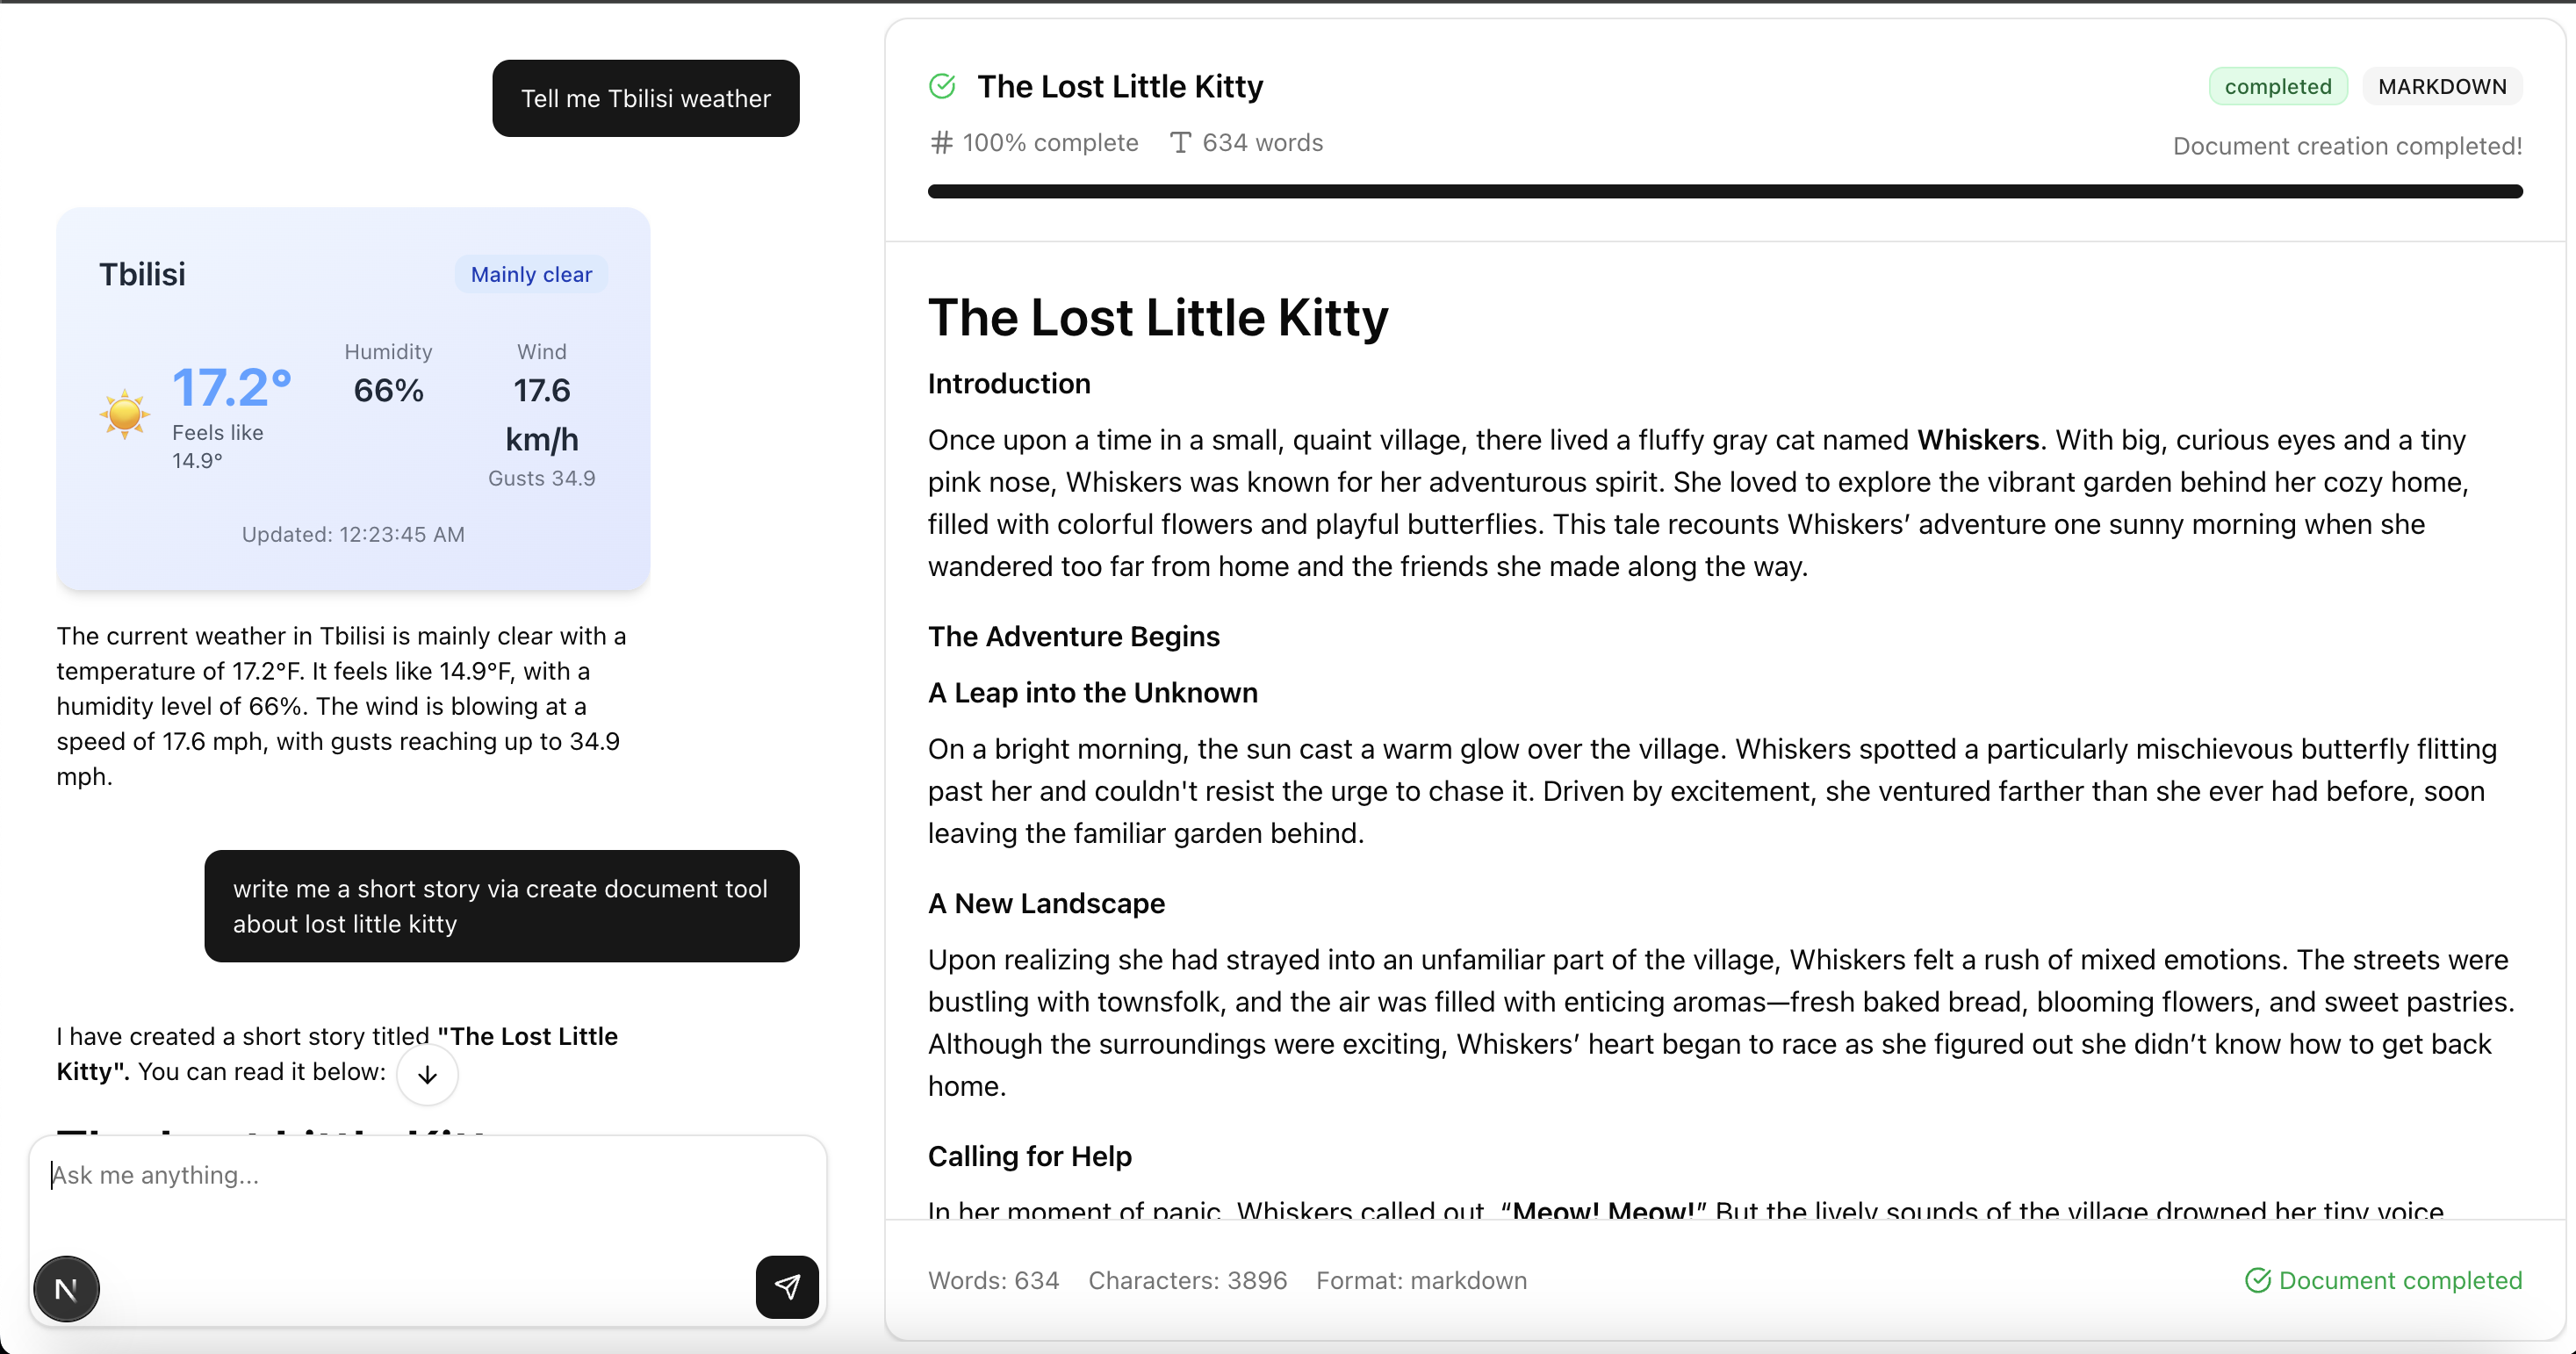 Tell me Tbilisi weather
Tbilisi
Mainly clear
17.2°
Feels like
14.9°
Humidity
66%
Wind
17.6
km/h
Gusts 34.9
Updated: 12:23:45 AM
The current weather in Tbilisi is mainly clear with a
temperature of 17.2°F. It feels like 14.9°F, with a
humidity level of 66%. The wind is blowing at a
speed of 17.6 mph, with gusts reaching up to 34.9
mph.
write me a short story via create document tool
about lost little kitty
I have created a short story titled "The Lost Little
Kitty". You can read it below:
Ask me anything...
N
The Lost Little Kitty
completed
MARKDOWN
100% complete
634 words
Document creation completed!
The Lost Little Kitty
Introduction
Once upon a time in a small, quaint village, there lived a fluffy gray cat named Whiskers. With big, curious eyes and a tiny
pink nose, Whiskers was known for her adventurous spirit. She loved to explore the vibrant garden behind her cozy home,
filled with colorful flowers and playful butterflies. This tale recounts Whiskers’ adventure one sunny morning when she
wandered too far from home and the friends she made along the way.
The Adventure Begins
A Leap into the Unknown
On a bright morning, the sun cast a warm glow over the village. Whiskers spotted a particularly mischievous butterfly flitting
past her and couldn't resist the urge to chase it. Driven by excitement, she ventured farther than she ever had before, soon
leaving the familiar garden behind.
A New Landscape
Upon realizing she had strayed into an unfamiliar part of the village, Whiskers felt a rush of mixed emotions. The streets were
bustling with townsfolk, and the air was filled with enticing aromas—fresh baked bread, blooming flowers, and sweet pastries.
Although the surroundings were exciting, Whiskers’ heart began to race as she figured out she didn’t know how to get back
home.
Calling for Help
In her moment of panic, Whiskers called out, “Meow! Meow!” But the lively sounds of the village drowned her tiny voice
Words: 634
Characters: 3896
Format: markdown
Document completed